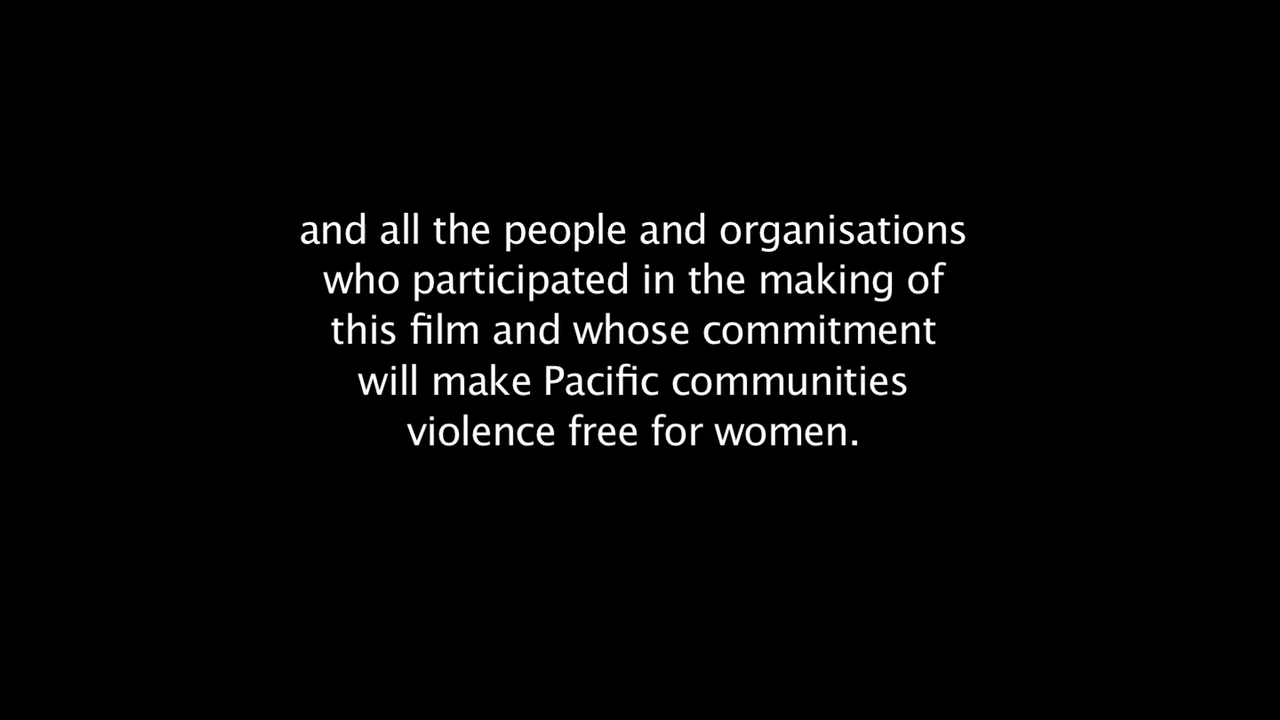 and all the people and organisations
who participated in the making of
this film and whose commitment
will make Pacific communities
violence free for women.